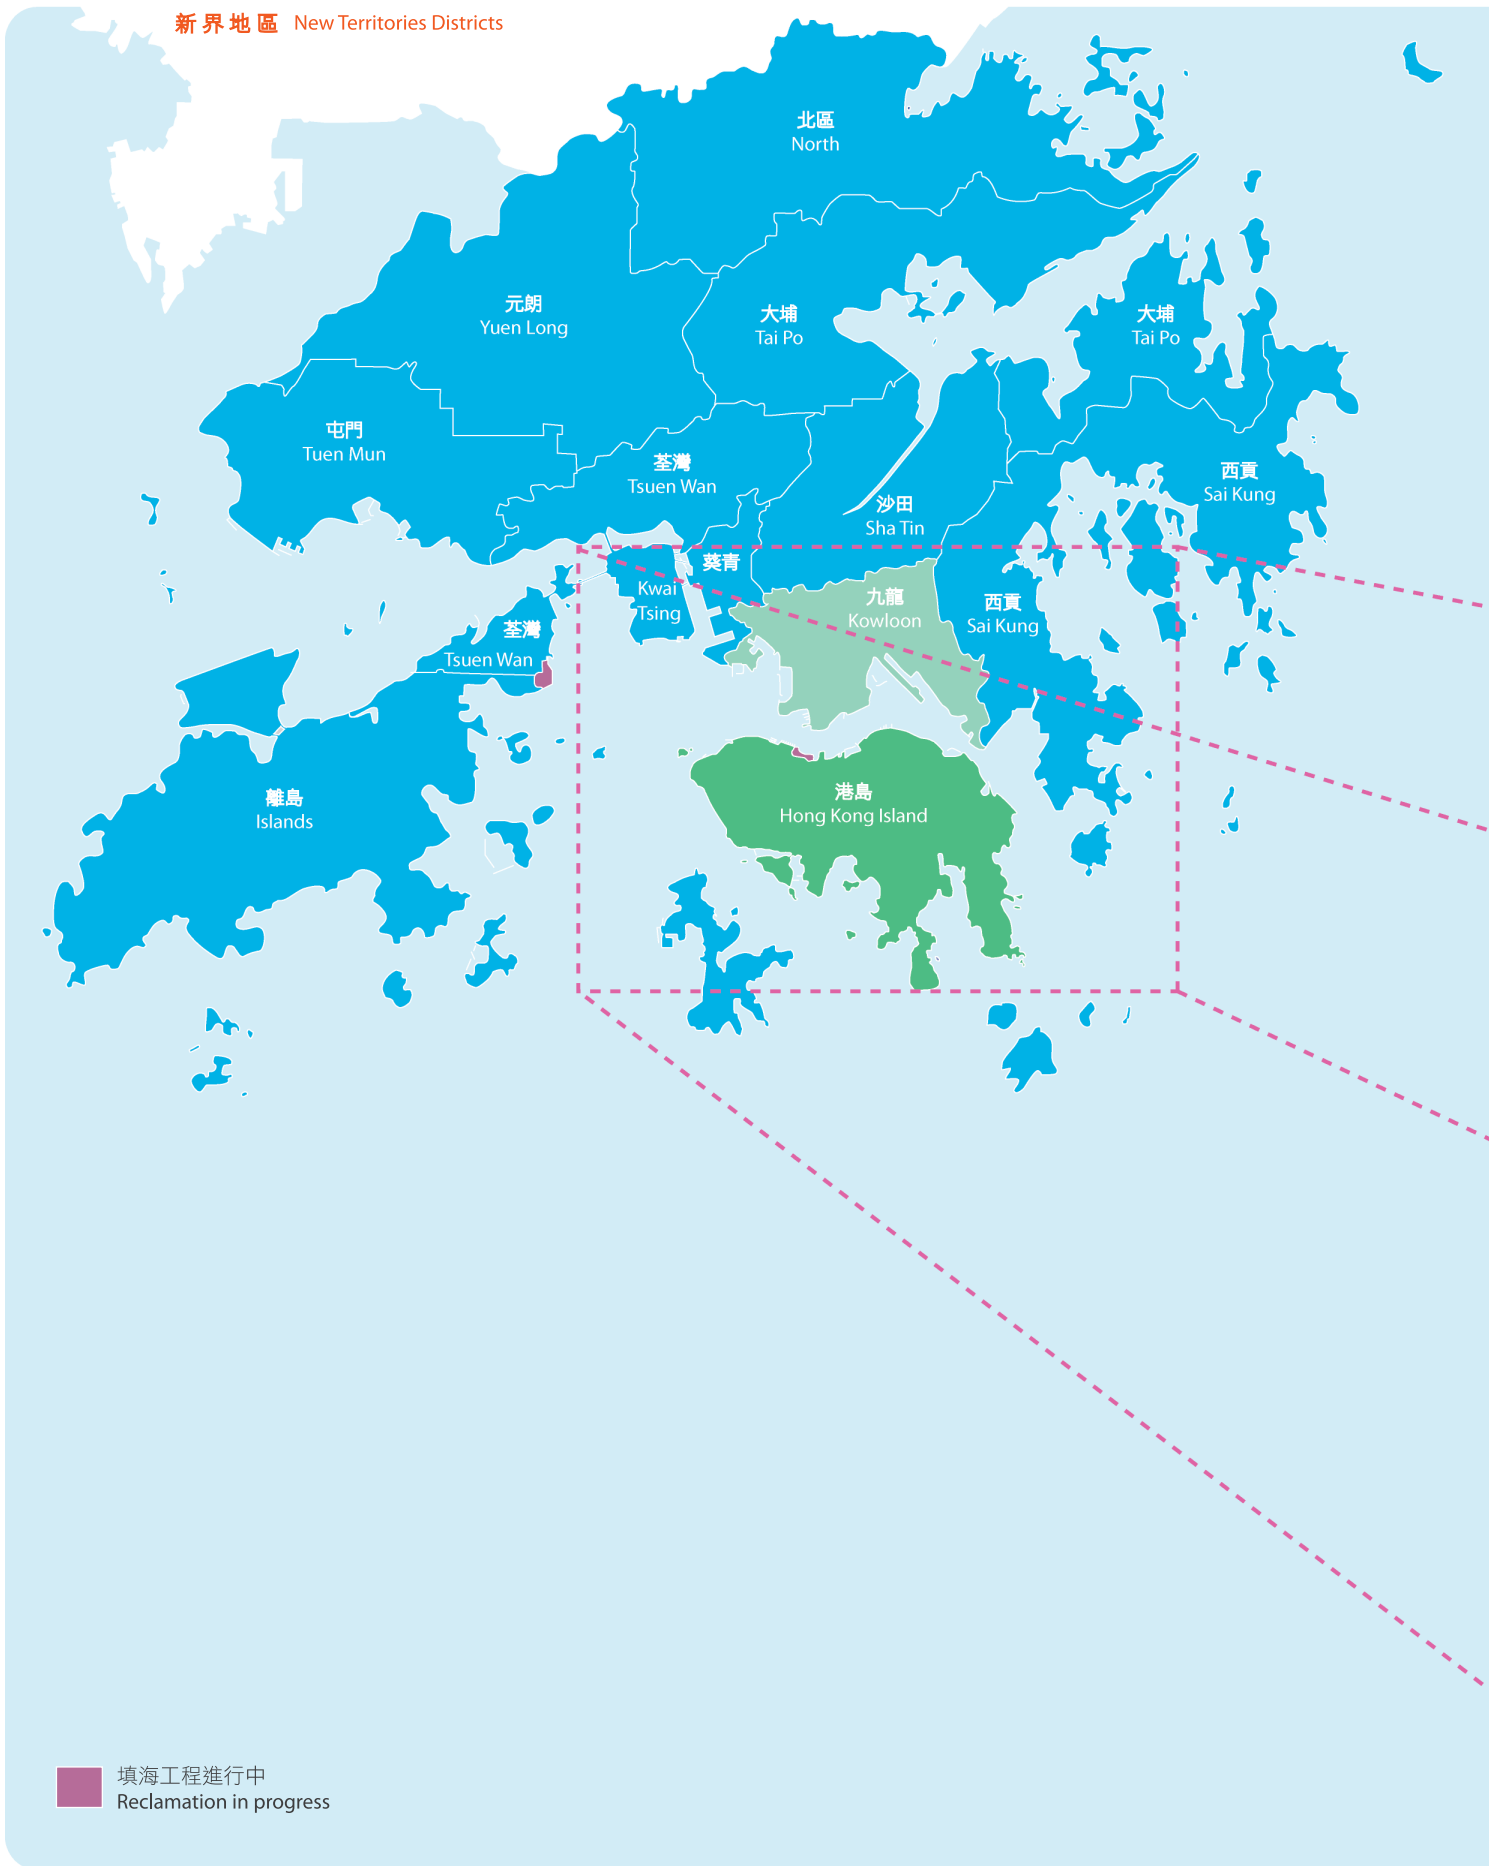 新界地區 New Territories Districts
北區
North
元朗
Yuen Long
大埔
Tai Po
大埔
Tai Po
屯門
Tuen Mun
荃灣
Tsuen Wan
西貢
Sai Kung
沙田
Sha Tin
葵青
Kwai
Tsing
九龍
Kowloon
西貢
Sai Kung
荃灣
Tsuen Wan
離島
Islands
港島
Hong Kong Island
填海工程進行中
Reclamation in progress